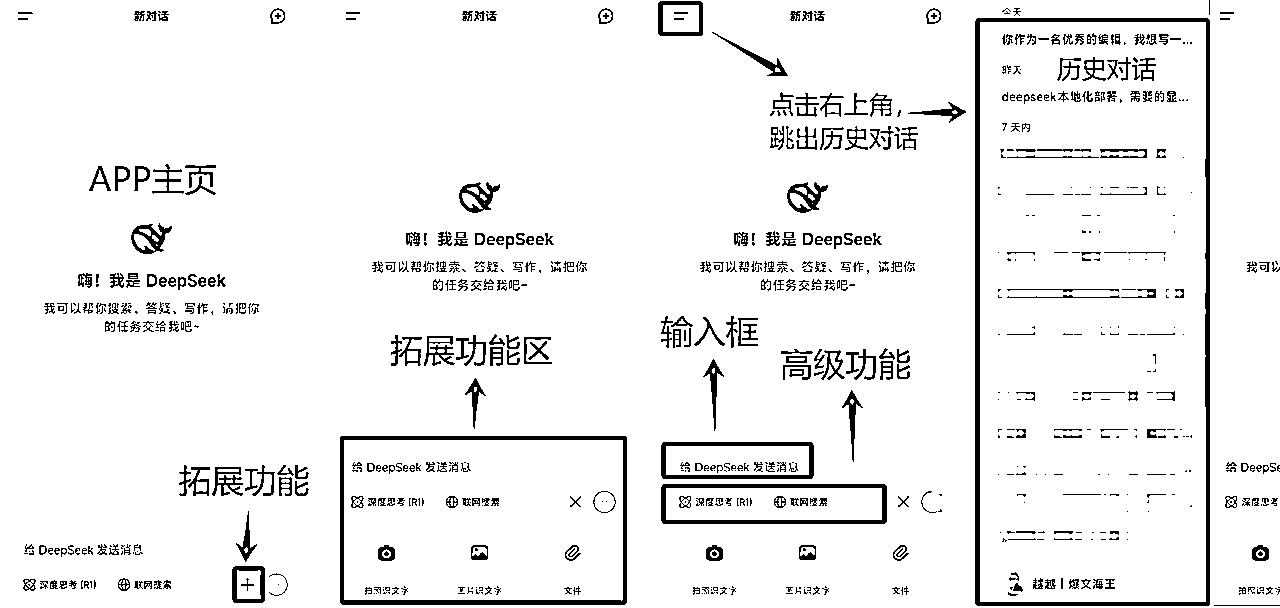 新对话
APP主页
嗨！我是 DeepSeek
我可以帮你搜索、答疑、写作，请把你
的任务交给我吧~
拓展功能
给 DeepSeek 发送消息
深度思考 (R1)
联网搜索
新对话
嗨！我是 DeepSeek
我可以帮你搜索、答疑、写作，请把你
的任务交给我吧~
拓展功能区
给 DeepSeek 发送消息
深度思考 (R1)
联网搜索
拍照识文字
图片识文字
文件
新对话
点击右上角，
跳出历史对话
嗨！我是 DeepSeek
我可以帮你搜索、答疑、写作，请把你
的任务交给我吧~
输入框
高级功能
给 DeepSeek 发送消息
深度思考 (R1)
联网搜索
拍照识文字
图片识文字
文件
今天
你作为一名优秀的编辑，我想写一...
昨天
历史对话
deepseek本地化部署，需要的显...
7 天内
越越丨爆文海王
我可以
给 DeepSe
深度思考
拍照识文字